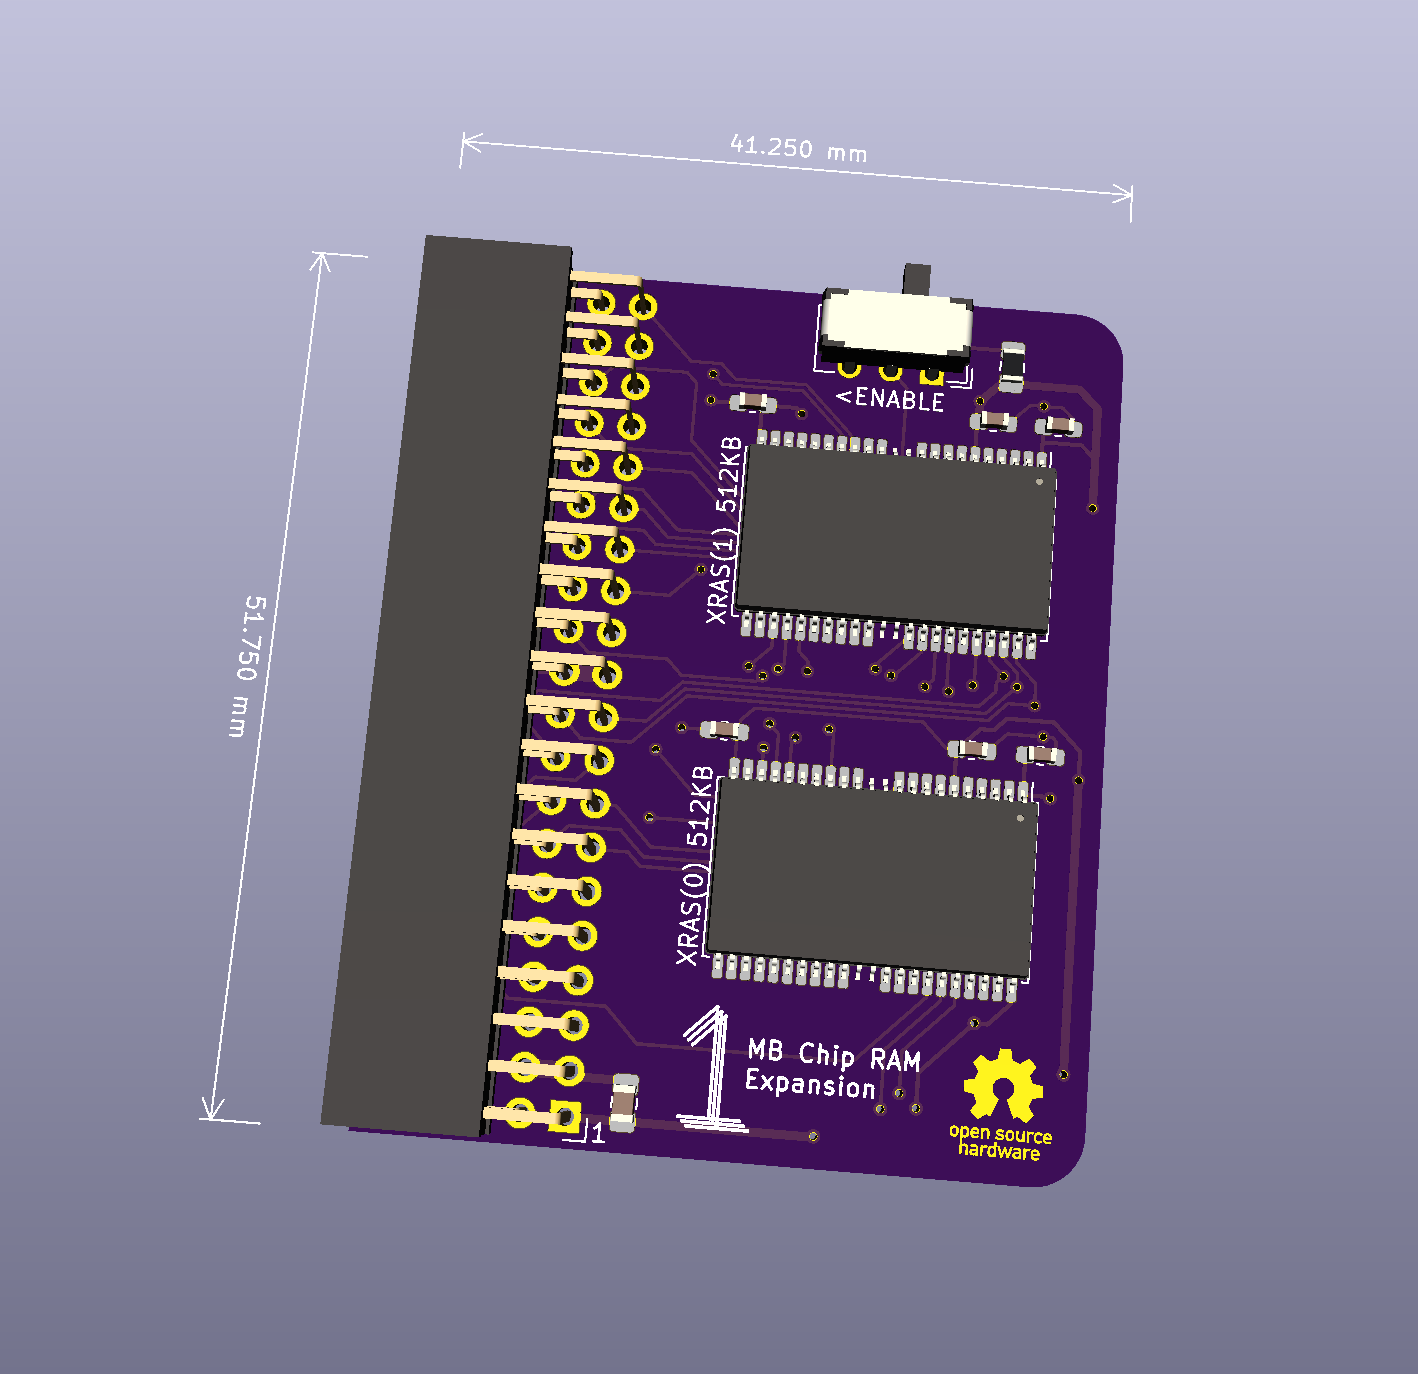 41.250 mm
51.750 mm
<ENABLE
XRAS(1) 512KB
XRAS(0) 512KB
1
MB Chip RAM
Expansion
1
open source
hardware